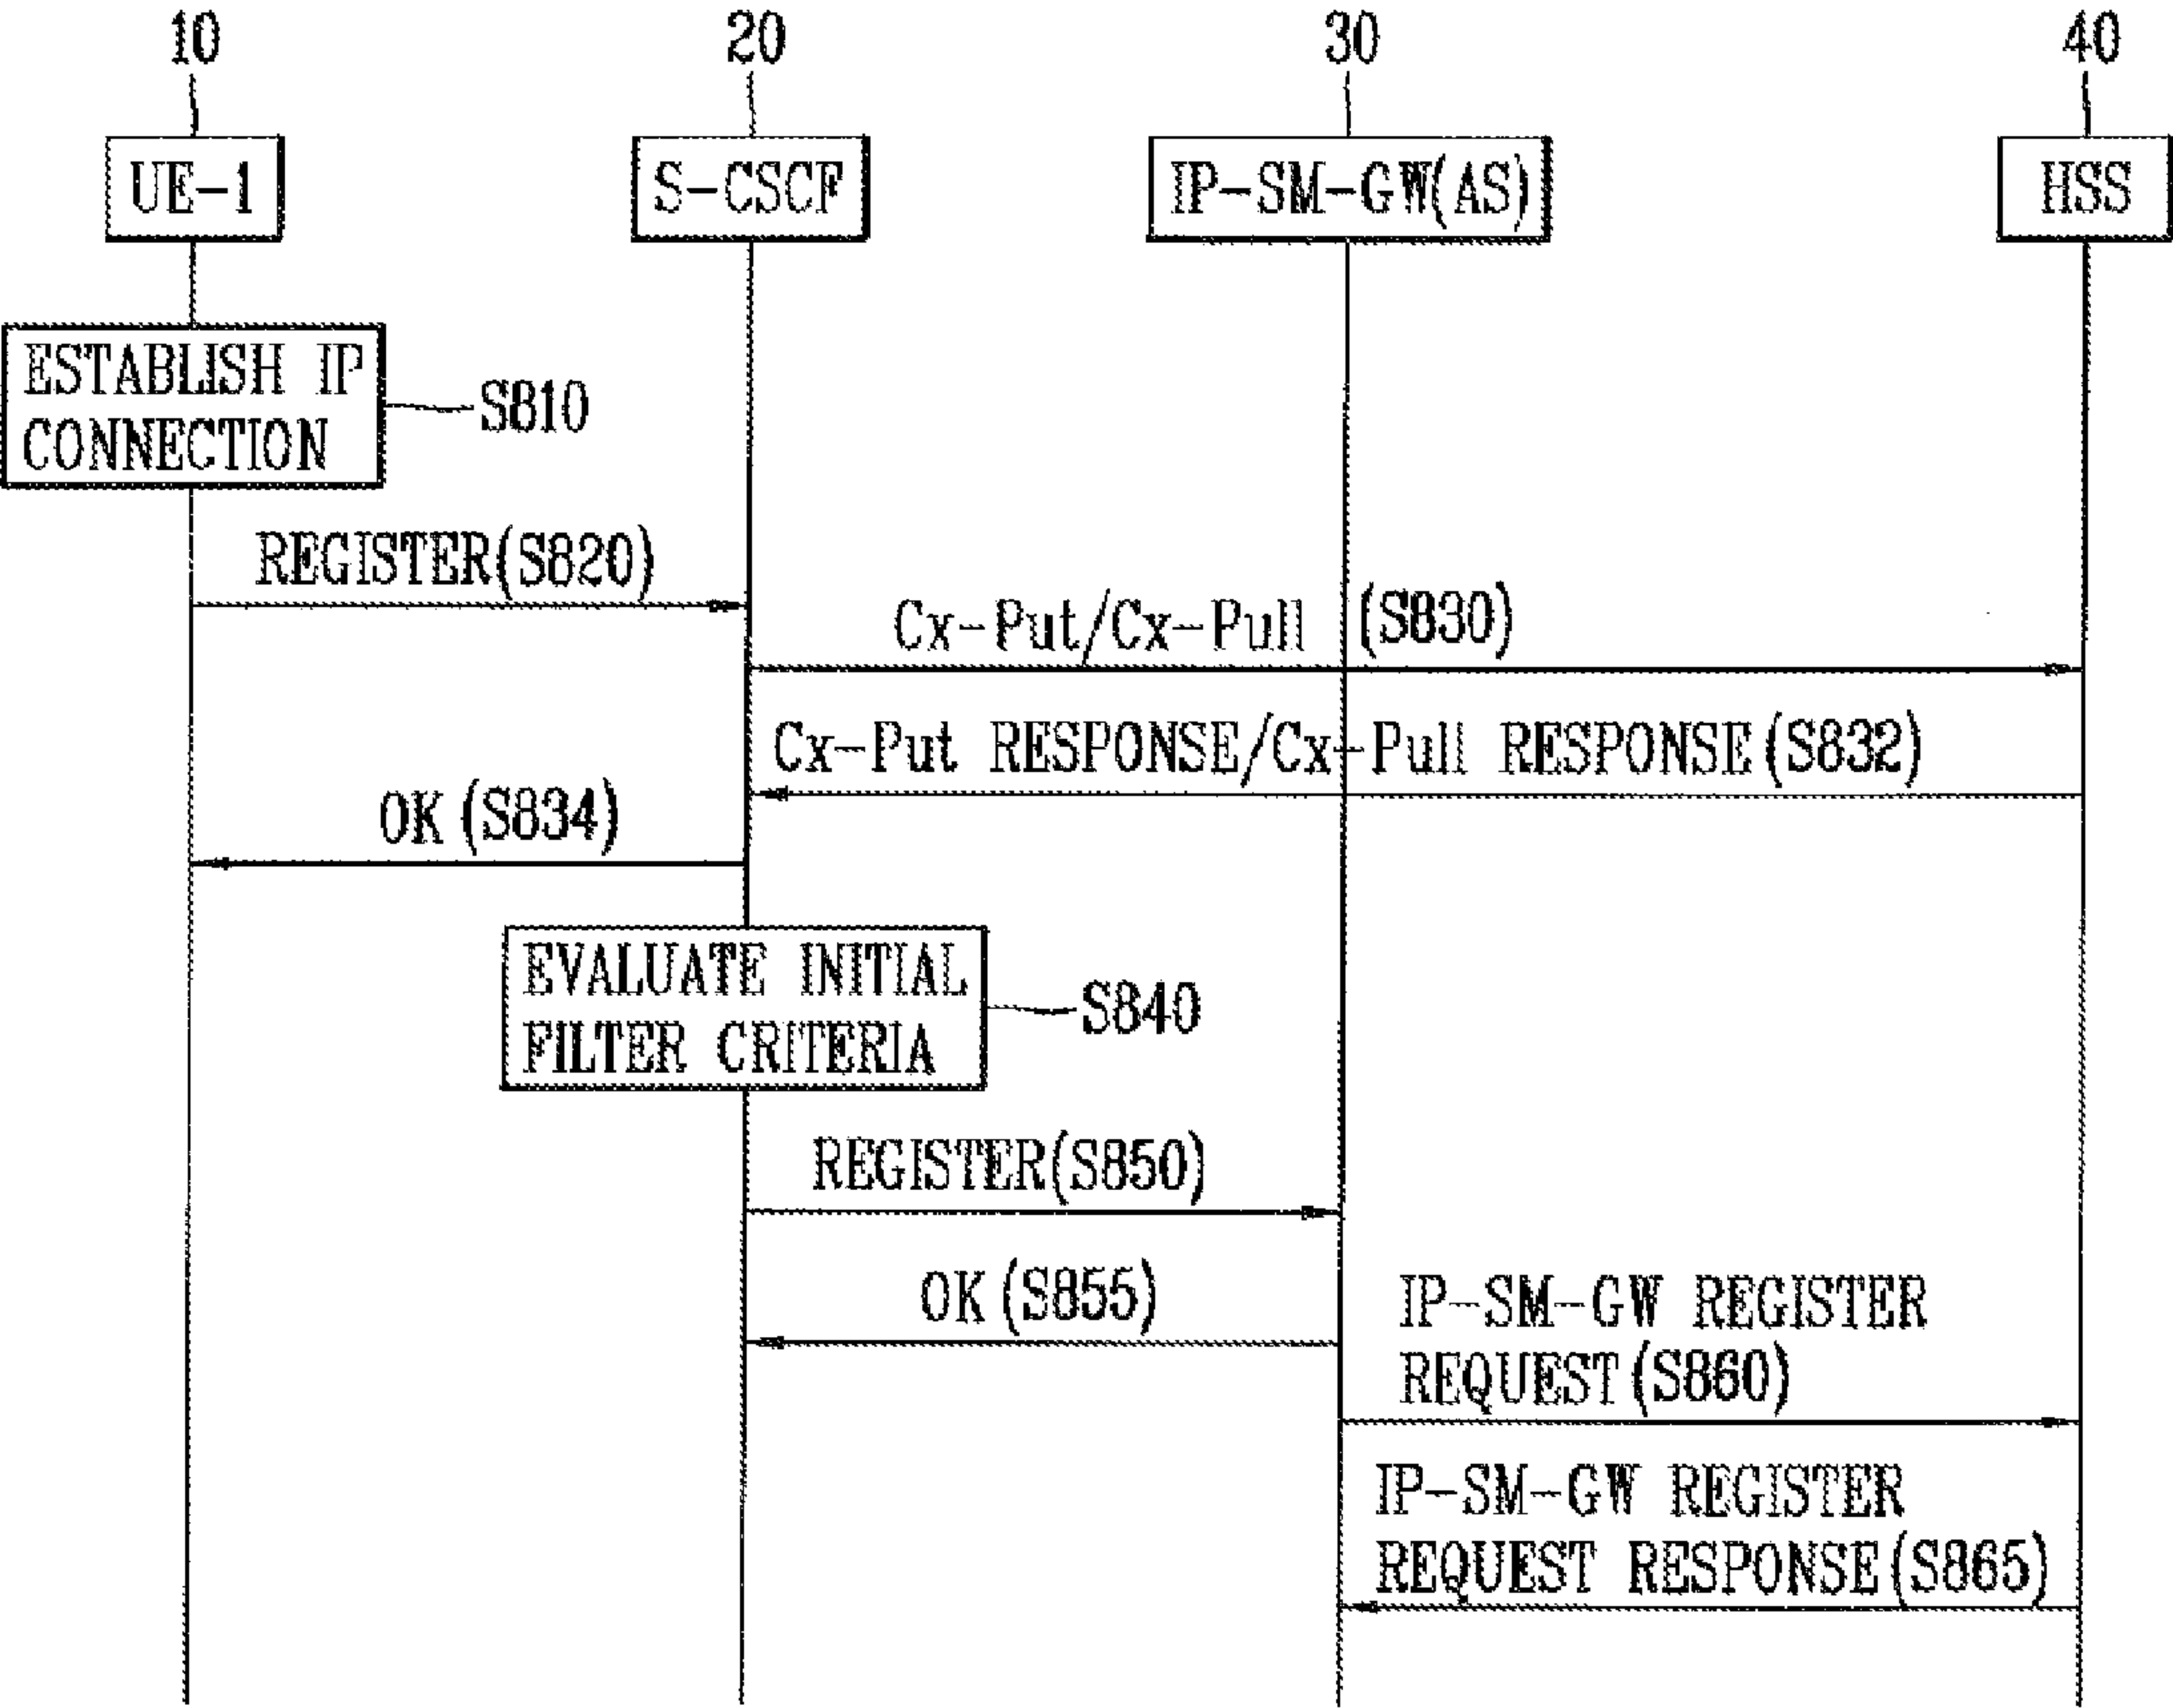 10
20
30
40
UE-1
S-CSCF
IP-SM-GW(AS)
HSS
ESTABLISH IP
CONNECTION
S810
REGISTER(S820)
Cx-Put/Cx-Pull (S830)
Cx-Put RESPONSE/Cx-Pull RESPONSE(S832)
OK(S834)
EVALUATE INITIAL
FILTER CRITERIA
S840
REGISTER(S850)
OK(S855)
IP-SM-GW REGISTER
REQUEST(S860)
IP-SM-GW REGISTER
REQUEST RESPONSE(S865)